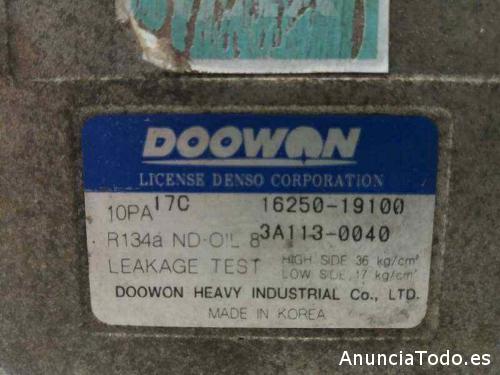 DOOWON
LICENSE DENSO CORPORATION
10PA17C 16250-19100
R134a ND-OIL 8 3A113-0040
LEAKAGE TEST HIGH SIDE 36 kg/cm²
LOW SIDE 17 kg/cm²
DOOWON HEAVY INDUSTRIAL Co., LTD.
MADE IN KOREA
AnunciaTodo.es